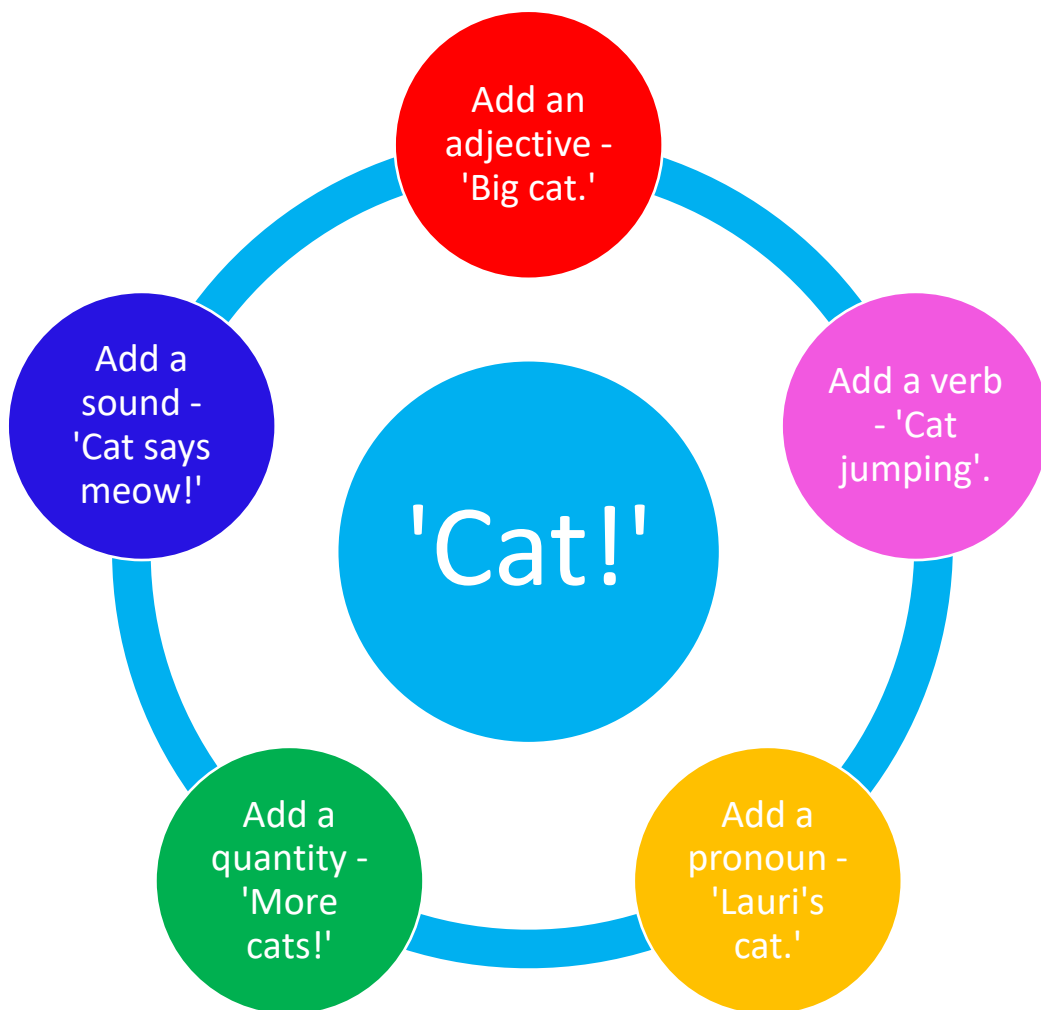 Add an
adjective -
'Big cat.'
Add a verb
- 'Cat
jumping'.
Add a
pronoun -
'Lauri's
cat.'
Add a
quantity -
'More
cats!'
Add a
sound -
'Cat says
meow!'
'Cat!'